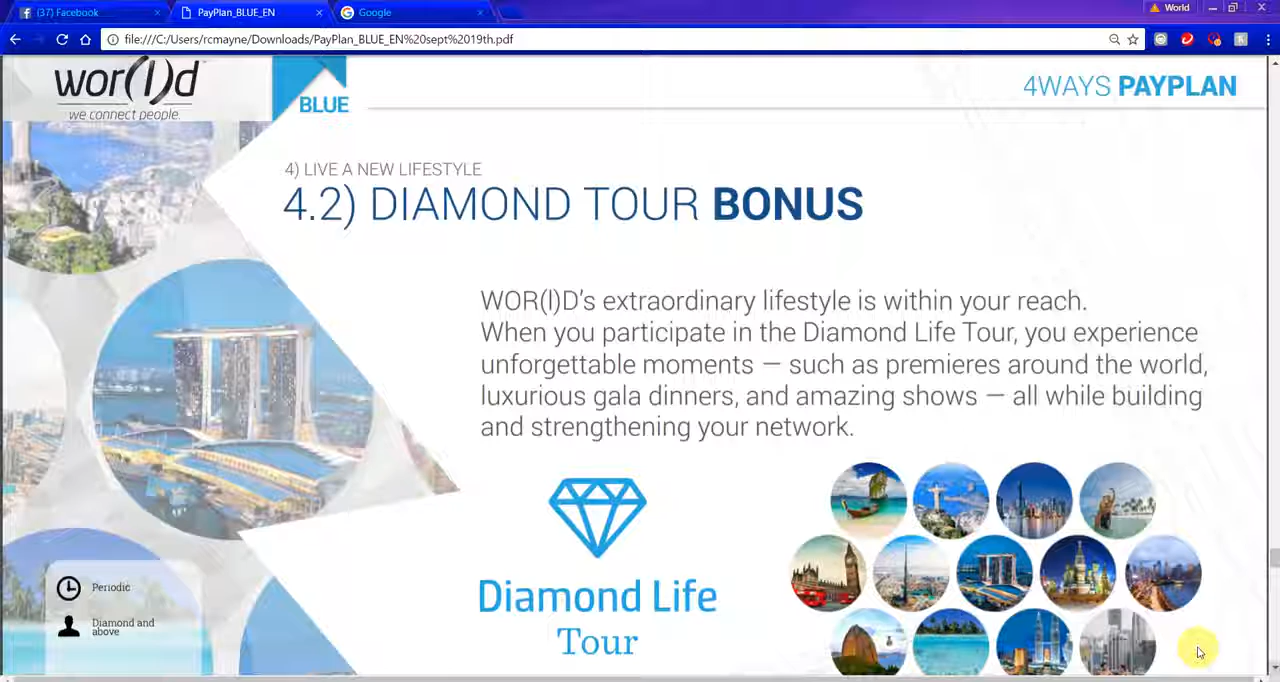 (37) Facebook
PayPlan_BLUE_EN
Google
World
file:///C:/Users/rcmayne/Downloads/PayPlan_BLUE_EN%20sept%2019th.pdf
wor(l)d
we connect people.
BLUE
4WAYS PAYPLAN
4) LIVE A NEW LIFESTYLE
4.2) DIAMOND TOUR BONUS
WOR(l)D’s extraordinary lifestyle is within your reach.
When you participate in the Diamond Life Tour, you experience
unforgettable moments — such as premieres around the world,
luxurious gala dinners, and amazing shows — all while building
and strengthening your network.
Diamond Life
Tour
Periodic
Diamond and
above